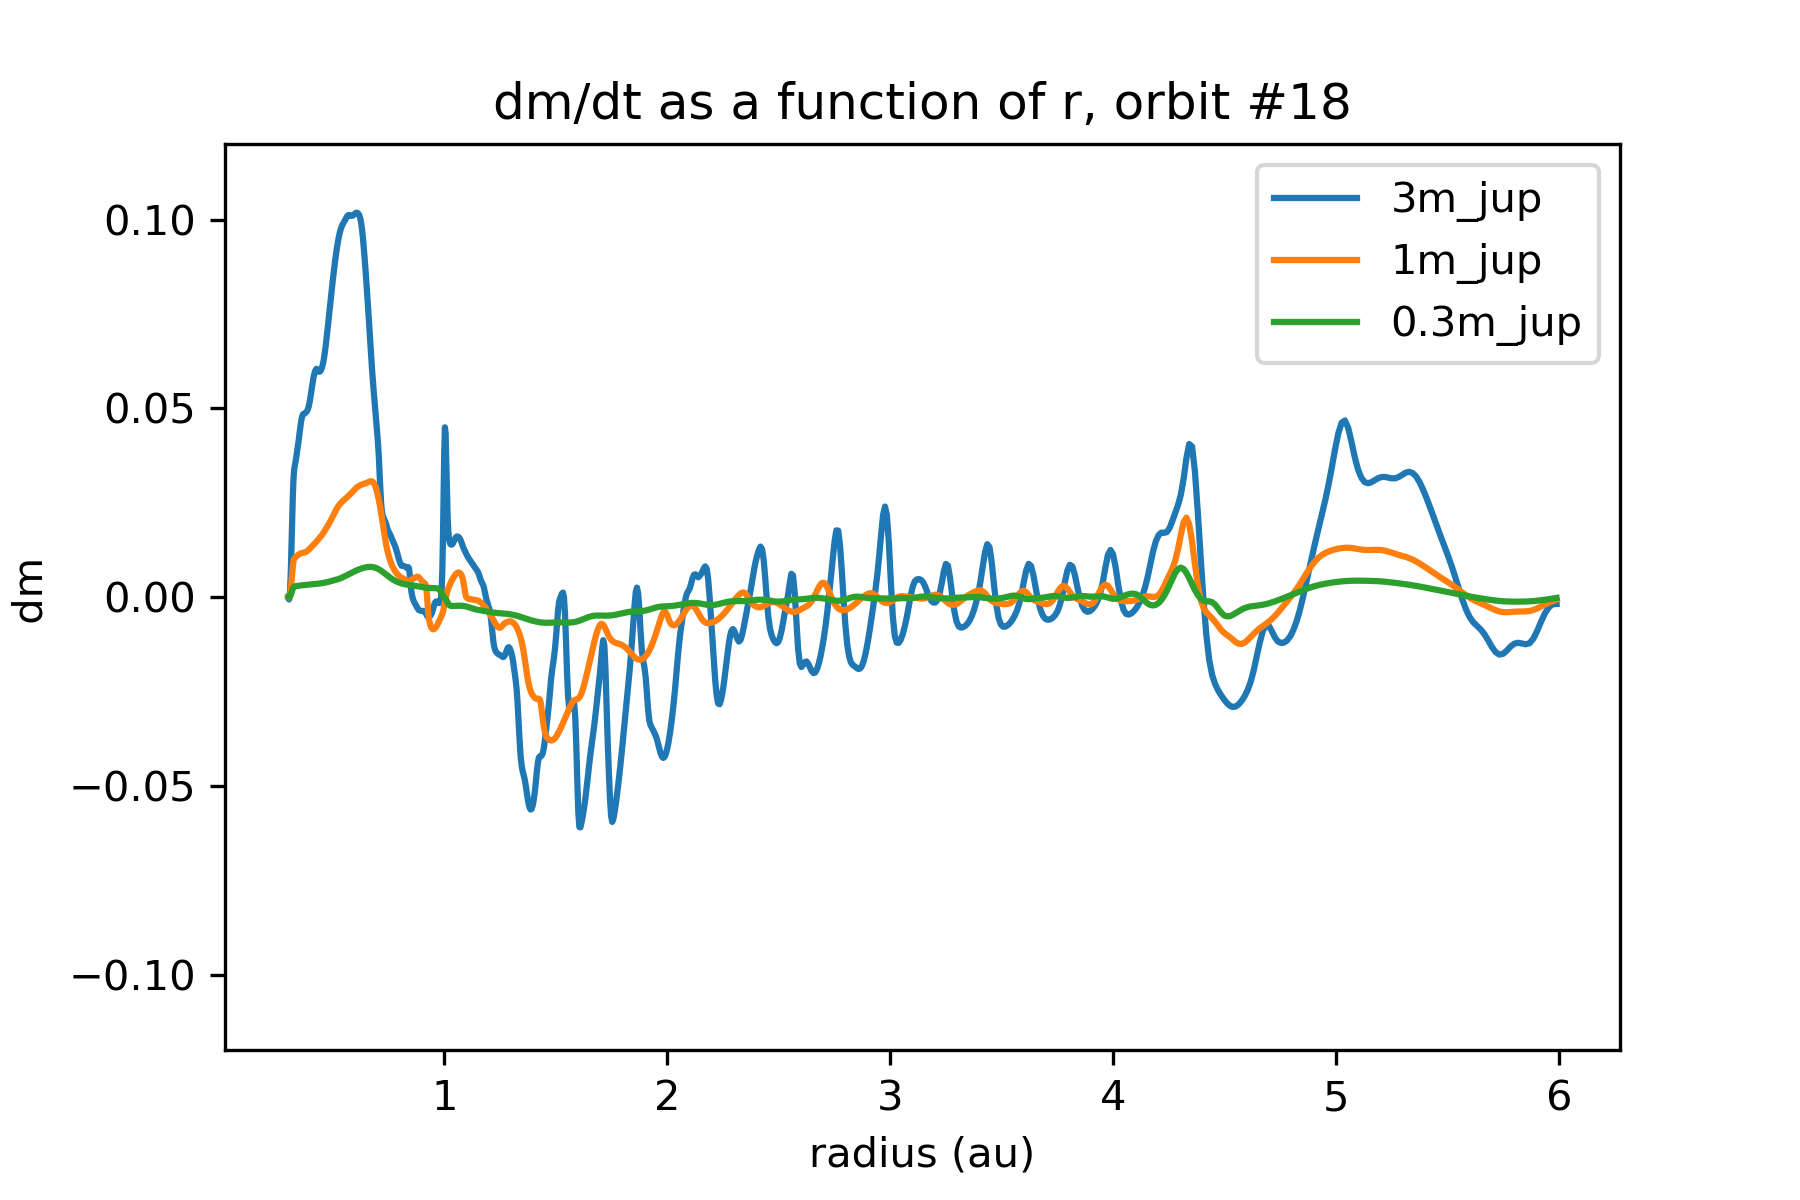 dm/dt as a function of r, orbit #18
3m_jup
1m_jup
0.3m_jup
0.10
0.05
0.00
−0.05
−0.10
dm
1 2 3 4 5 6
radius (au)